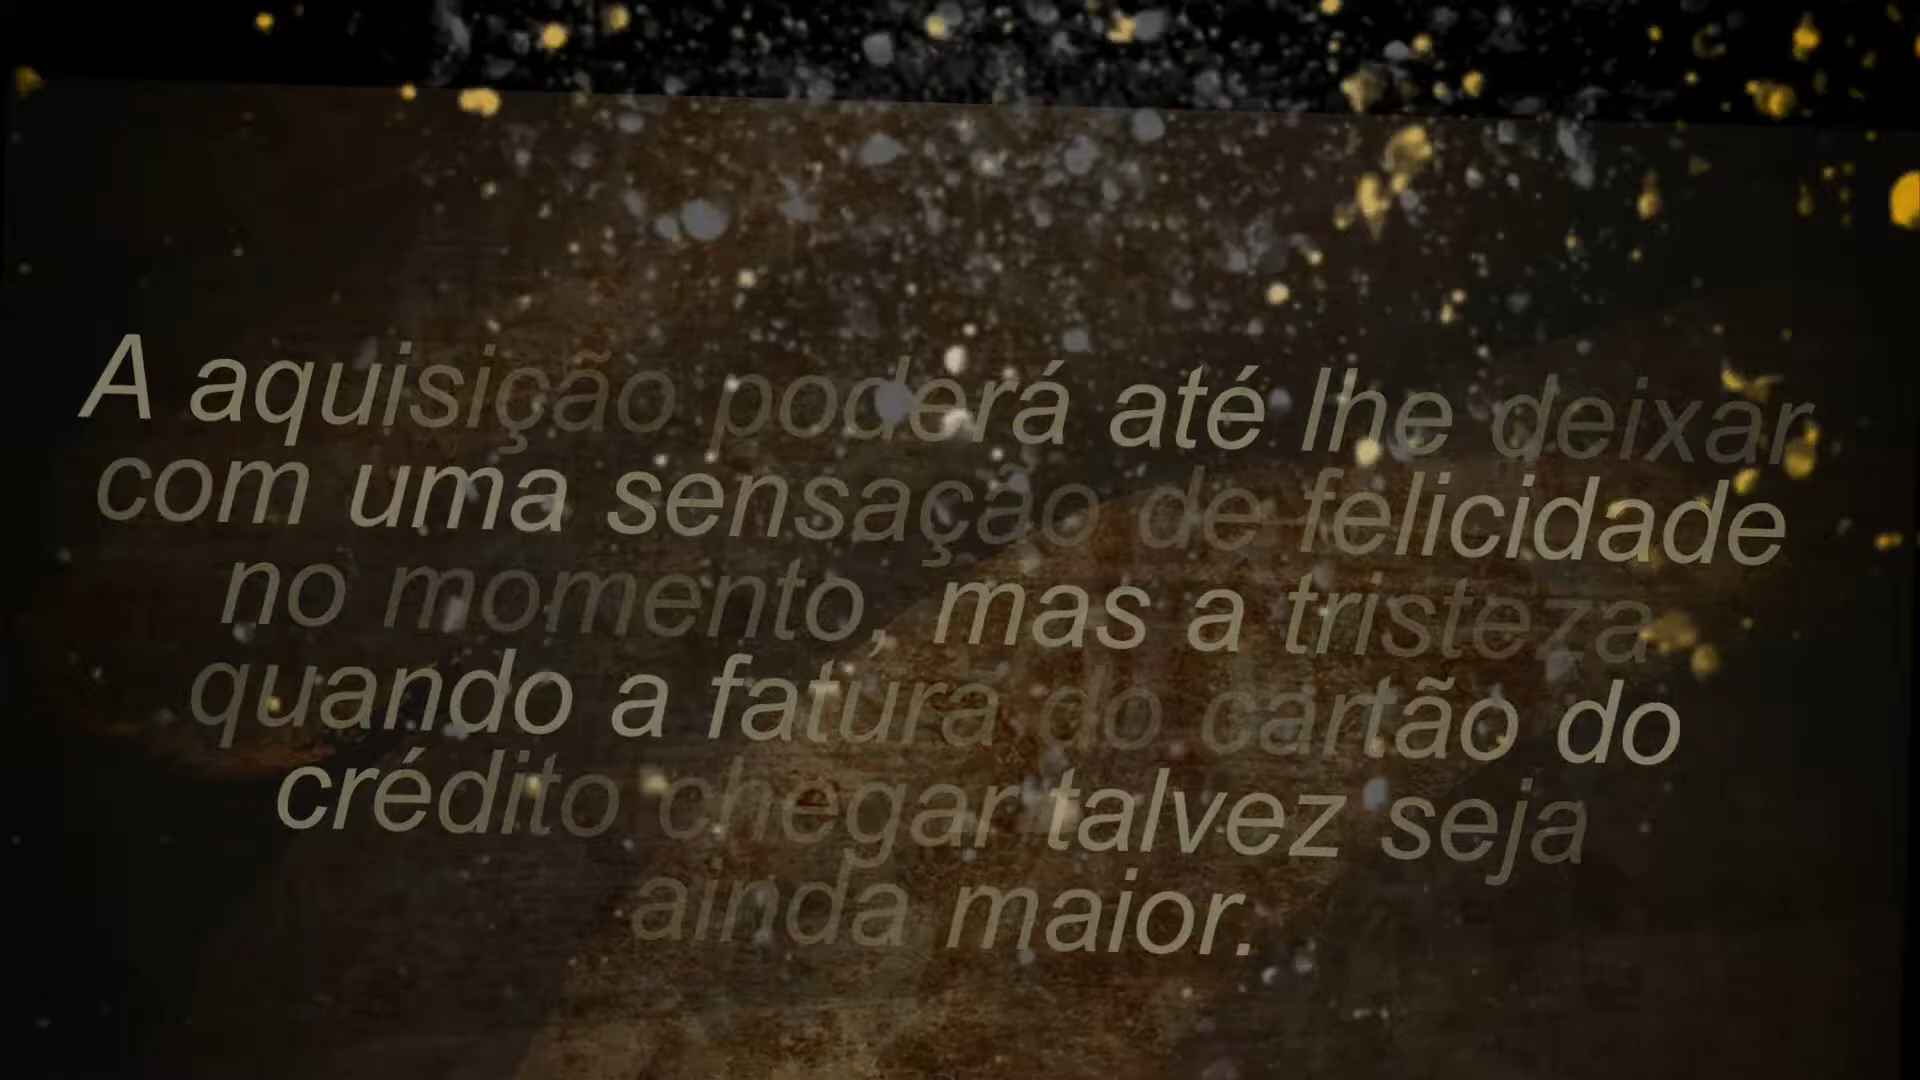 A aquisição poderá até lhe deixar
com uma sensação de felicidade
no momento, mas a tristeza
quando a fatura do cartão do
crédito chegar talvez seja
ainda maior.